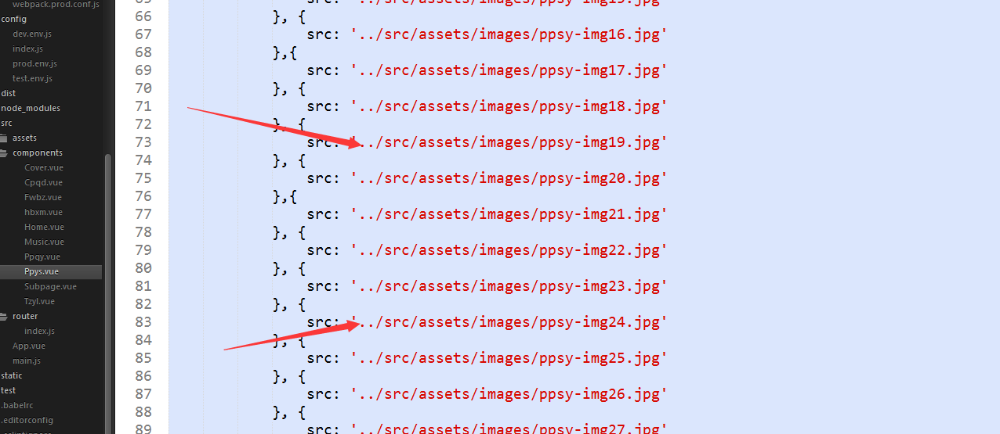 webpack.prod.conf.js
config
dev.env.js
index.js
prod.env.js
test.env.js
dist
node_modules
src
assets
components
Cover.vue
Cpqd.vue
Fwbz.vue
hbxm.vue
Home.vue
Music.vue
Ppqy.vue
Ppys.vue
Subpage.vue
Tzyl.vue
router
index.js
App.vue
main.js
static
test
.babelrc
.editorconfig
.eslintignore
65 src: '../src/assets/images/ppsy-img15.jpg'
66 }, {
67 src: '../src/assets/images/ppsy-img16.jpg'
68 },{
69 src: '../src/assets/images/ppsy-img17.jpg'
70 }, {
71 src: '../src/assets/images/ppsy-img18.jpg'
72 }, {
73 src: '../src/assets/images/ppsy-img19.jpg'
74 }, {
75 src: '../src/assets/images/ppsy-img20.jpg'
76 },{
77 src: '../src/assets/images/ppsy-img21.jpg'
78 }, {
79 src: '../src/assets/images/ppsy-img22.jpg'
80 }, {
81 src: '../src/assets/images/ppsy-img23.jpg'
82 }, {
83 src: '../src/assets/images/ppsy-img24.jpg'
84 }, {
85 src: '../src/assets/images/ppsy-img25.jpg'
86 }, {
87 src: '../src/assets/images/ppsy-img26.jpg'
88 }, {
89 src: '../src/assets/images/ppsy-img27.jpg'